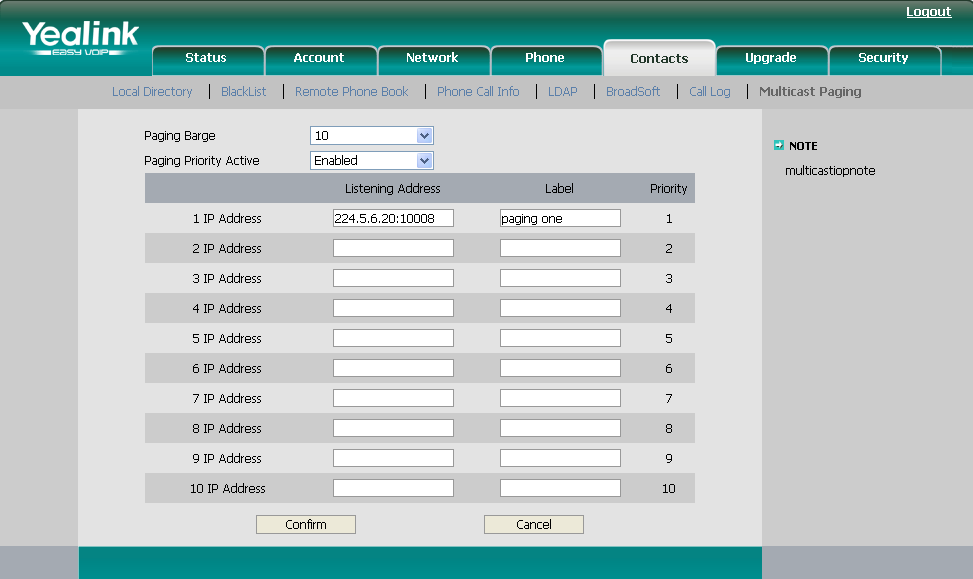 Logout
Yealink
EASY VOIP
Status Account Network Phone Contacts Upgrade Security
Local Directory | BlackList | Remote Phone Book | Phone Call Info | LDAP | BroadSoft | Call Log | Multicast Paging
Paging Barge 10
NOTE
Paging Priority Active Enabled
multicastiopnote
Listening Address Label Priority
1 IP Address 224.5.6.20:10008 paging one 1
2 IP Address 2
3 IP Address 3
4 IP Address 4
5 IP Address 5
6 IP Address 6
7 IP Address 7
8 IP Address 8
9 IP Address 9
10 IP Address 10
Confirm Cancel